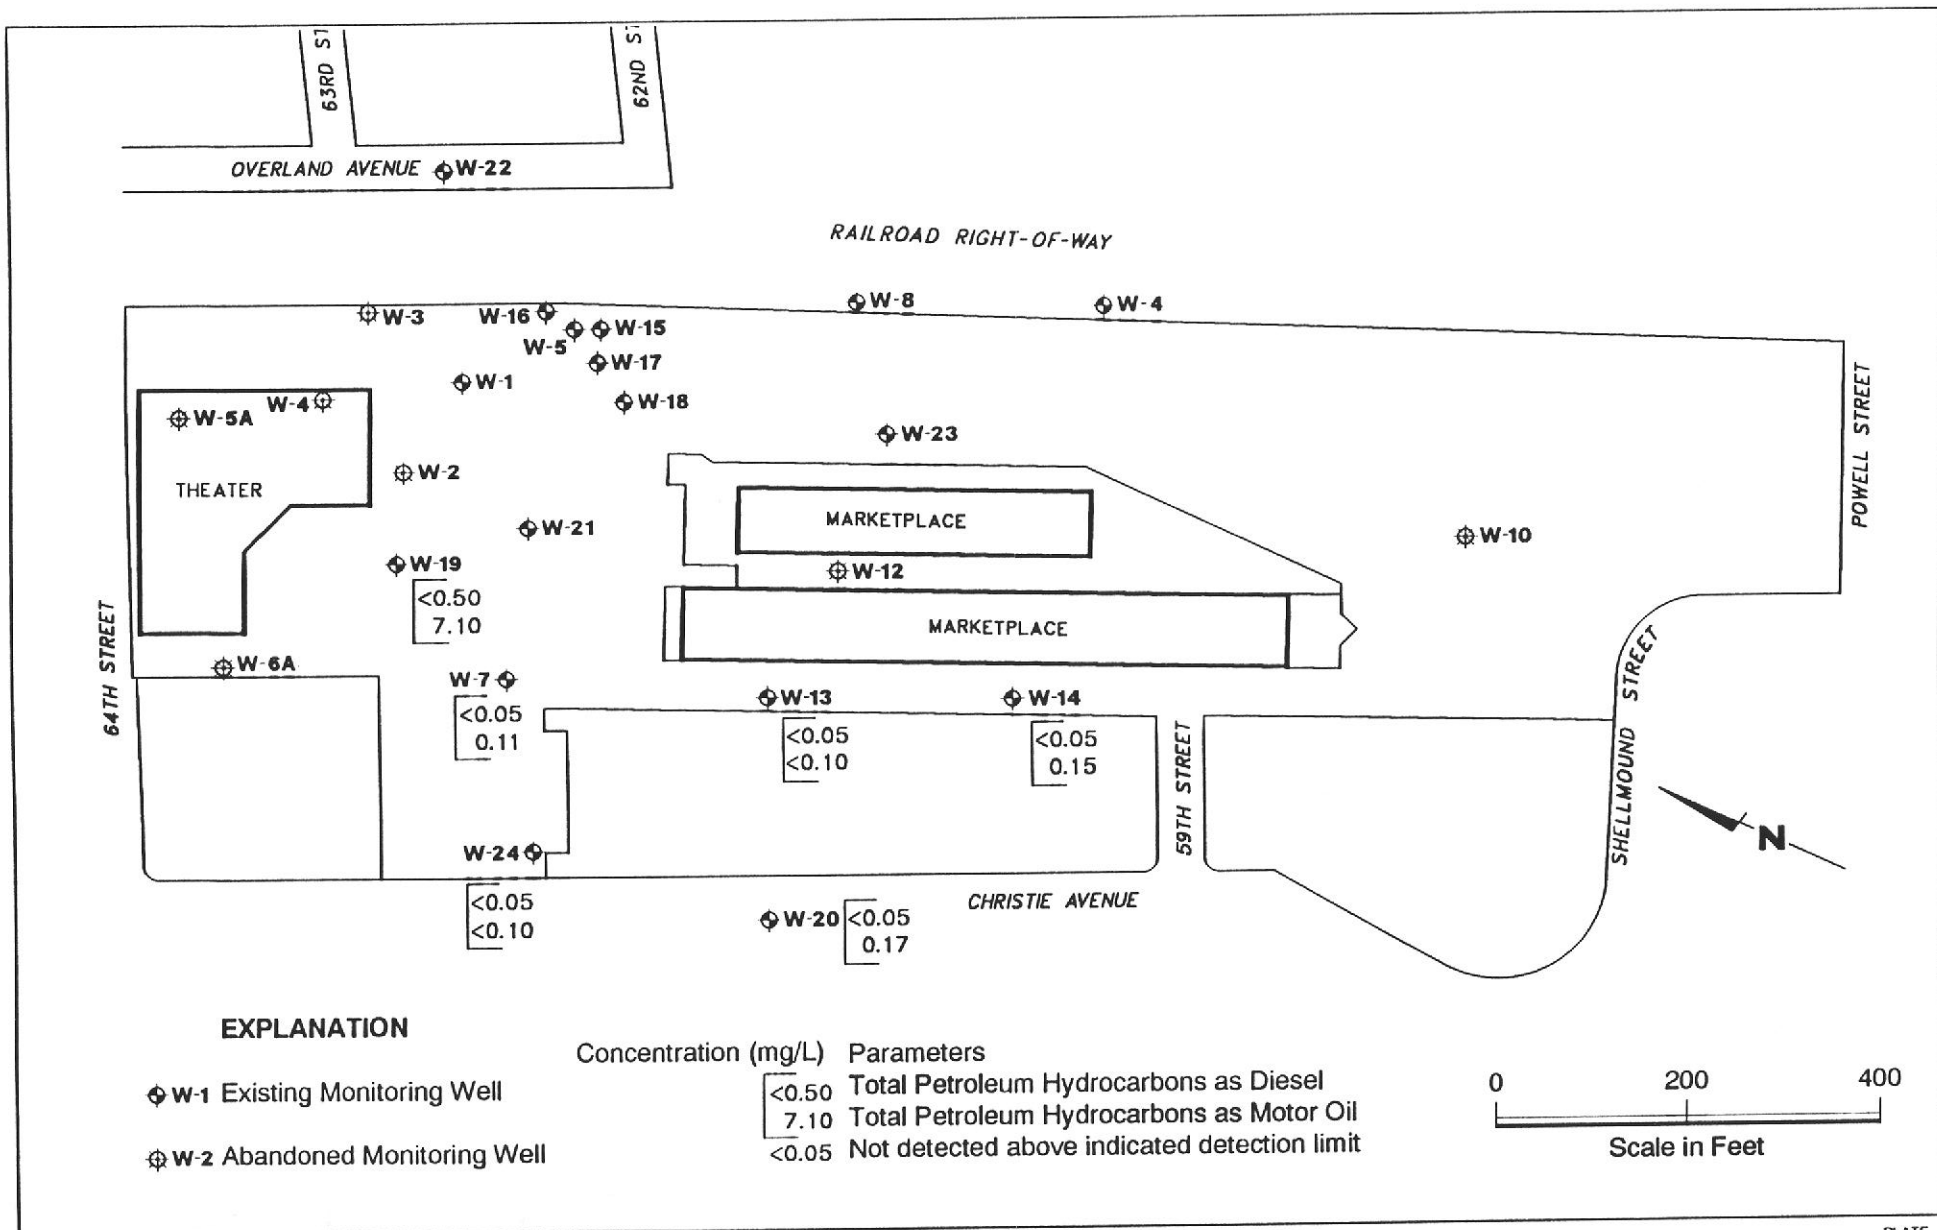 63RD ST
62ND ST
OVERLAND AVENUE W-22
RAILROAD RIGHT-OF-WAY
W-3
W-16
W-8
W-4
W-15
W-5
W-17
W-1
W-4
W-18
W-5A
W-23
W-2
THEATER
MARKETPLACE
W-21
W-10
POWELL STREET
W-19
<0.50
7.10
W-12
MARKETPLACE
64TH STREET
W-6A
W-7
<0.05
0.11
W-13
<0.05
<0.10
W-14
<0.05
0.15
59TH STREET
SHELLMOUND STREET
N
W-24
<0.05
<0.10
W-20
<0.05
0.17
CHRISTIE AVENUE
EXPLANATION
W-1 Existing Monitoring Well
W-2 Abandoned Monitoring Well
Concentration (mg/L) Parameters
<0.50 Total Petroleum Hydrocarbons as Diesel
7.10 Total Petroleum Hydrocarbons as Motor Oil
<0.05 Not detected above indicated detection limit
0 200 400
Scale in Feet